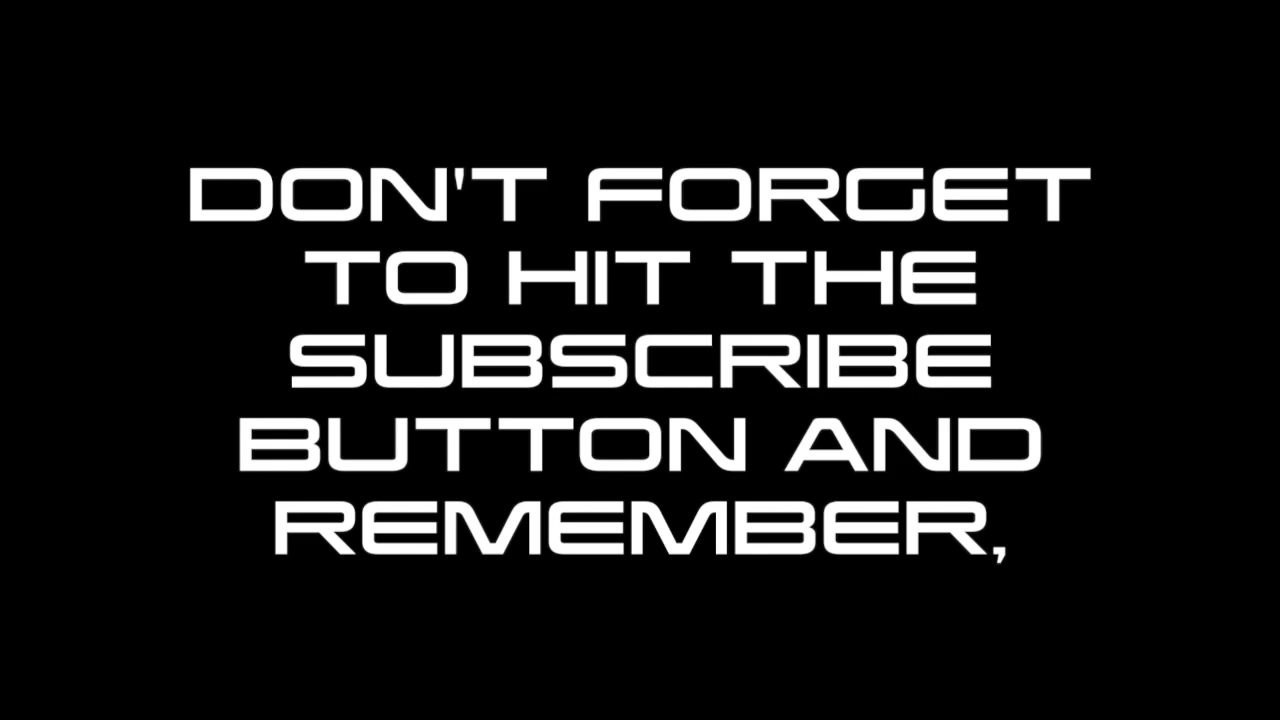 DON'T FORGET
TO HIT THE
SUBSCRIBE
BUTTON AND
REMEMBER,